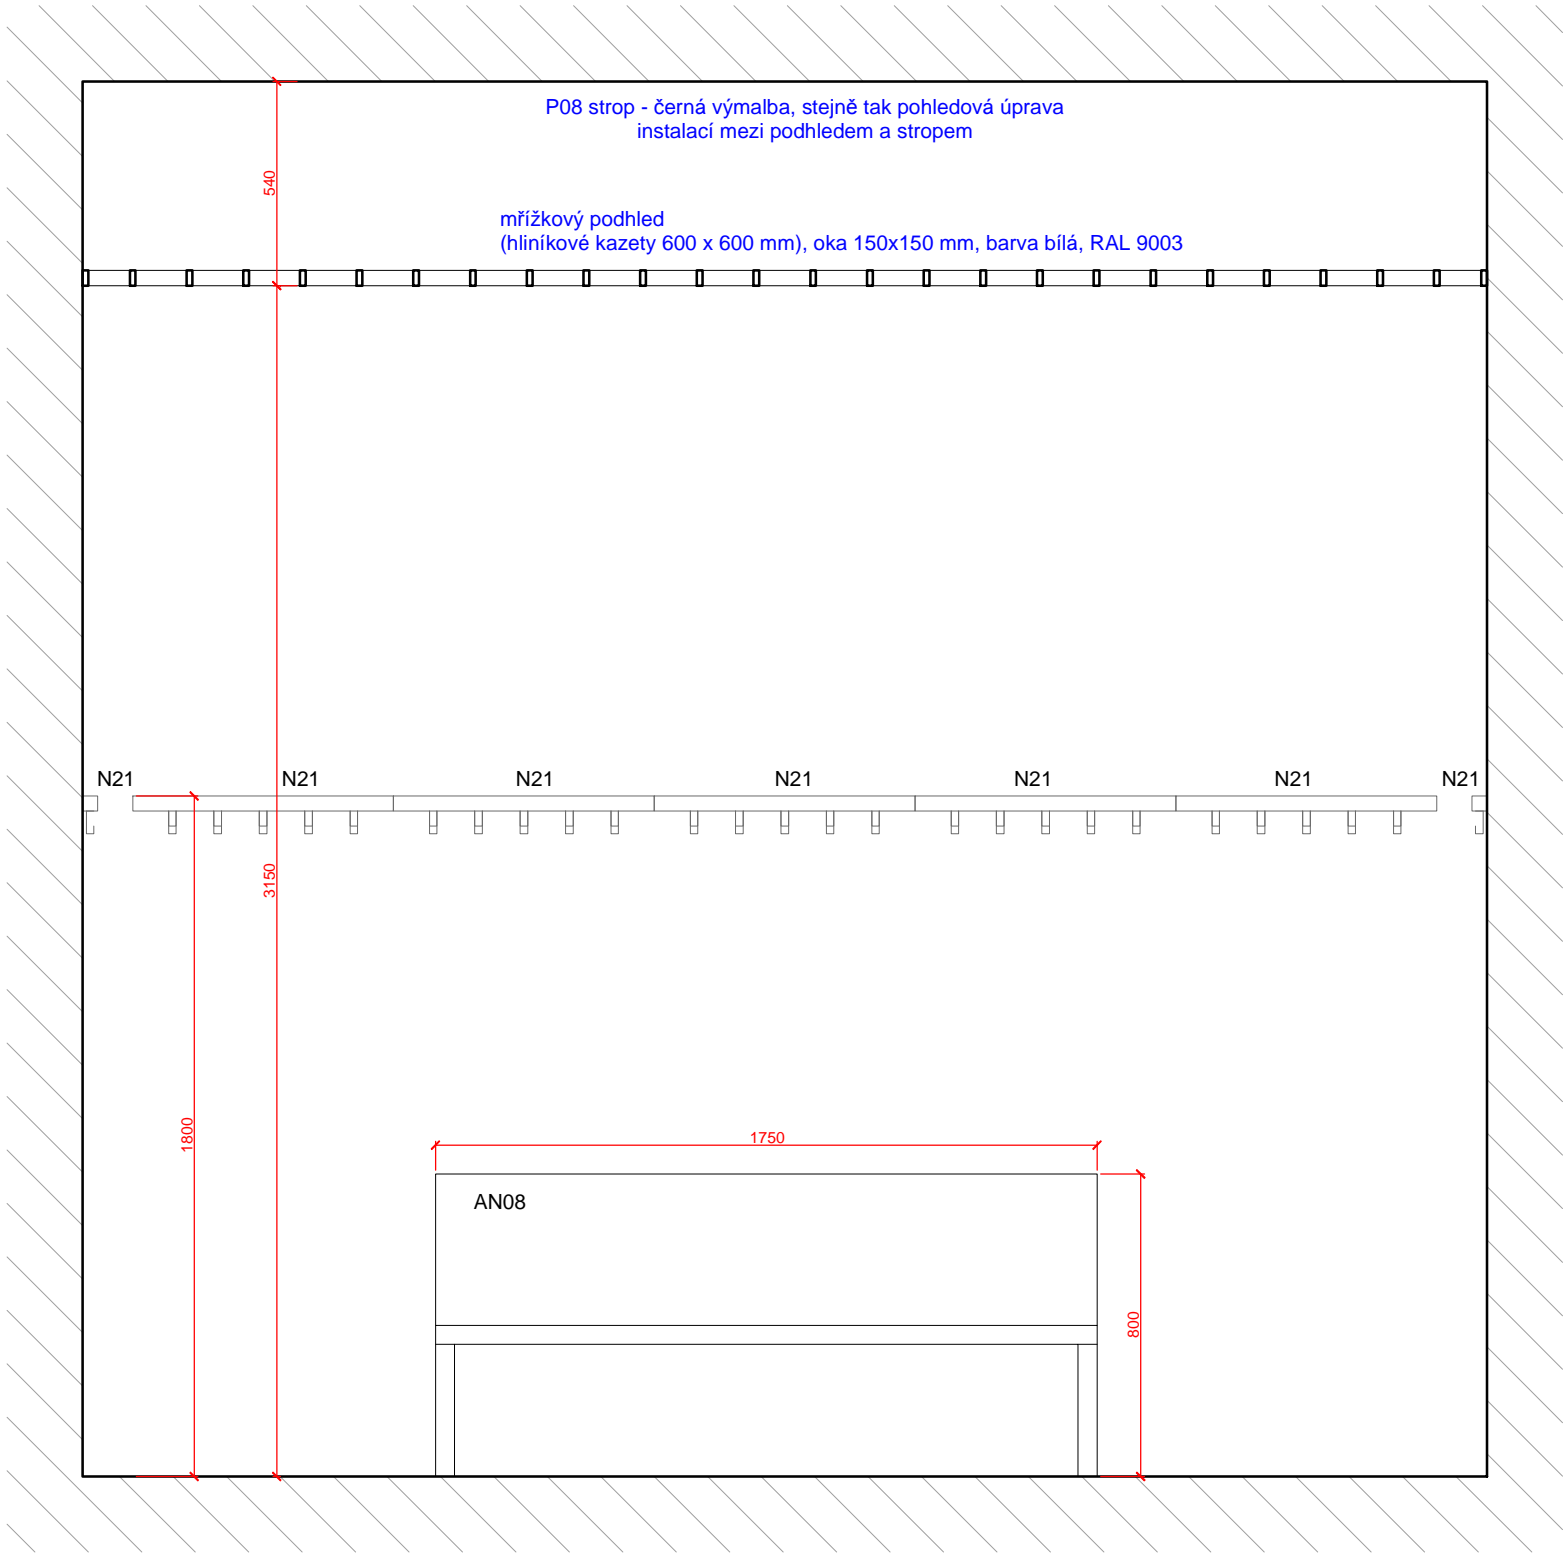 P08 strop - černá výmalba, stejně tak pohledová úprava
instalací mezi podhledem a stropem
540
mřížkový podhled
(hliníkové kazety 600 x 600 mm), oka 150x150 mm, barva bílá, RAL 9003
N21 N21 N21 N21 N21 N21 N21
3150
1800
1750
AN08
800